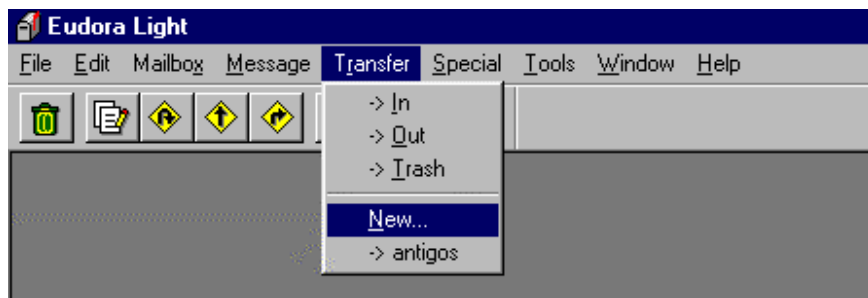 Eudora Light
File Edit Mailbox Message Transfer Special Tools Window Help
-> In
-> Out
-> Trash
New...
-> antigos